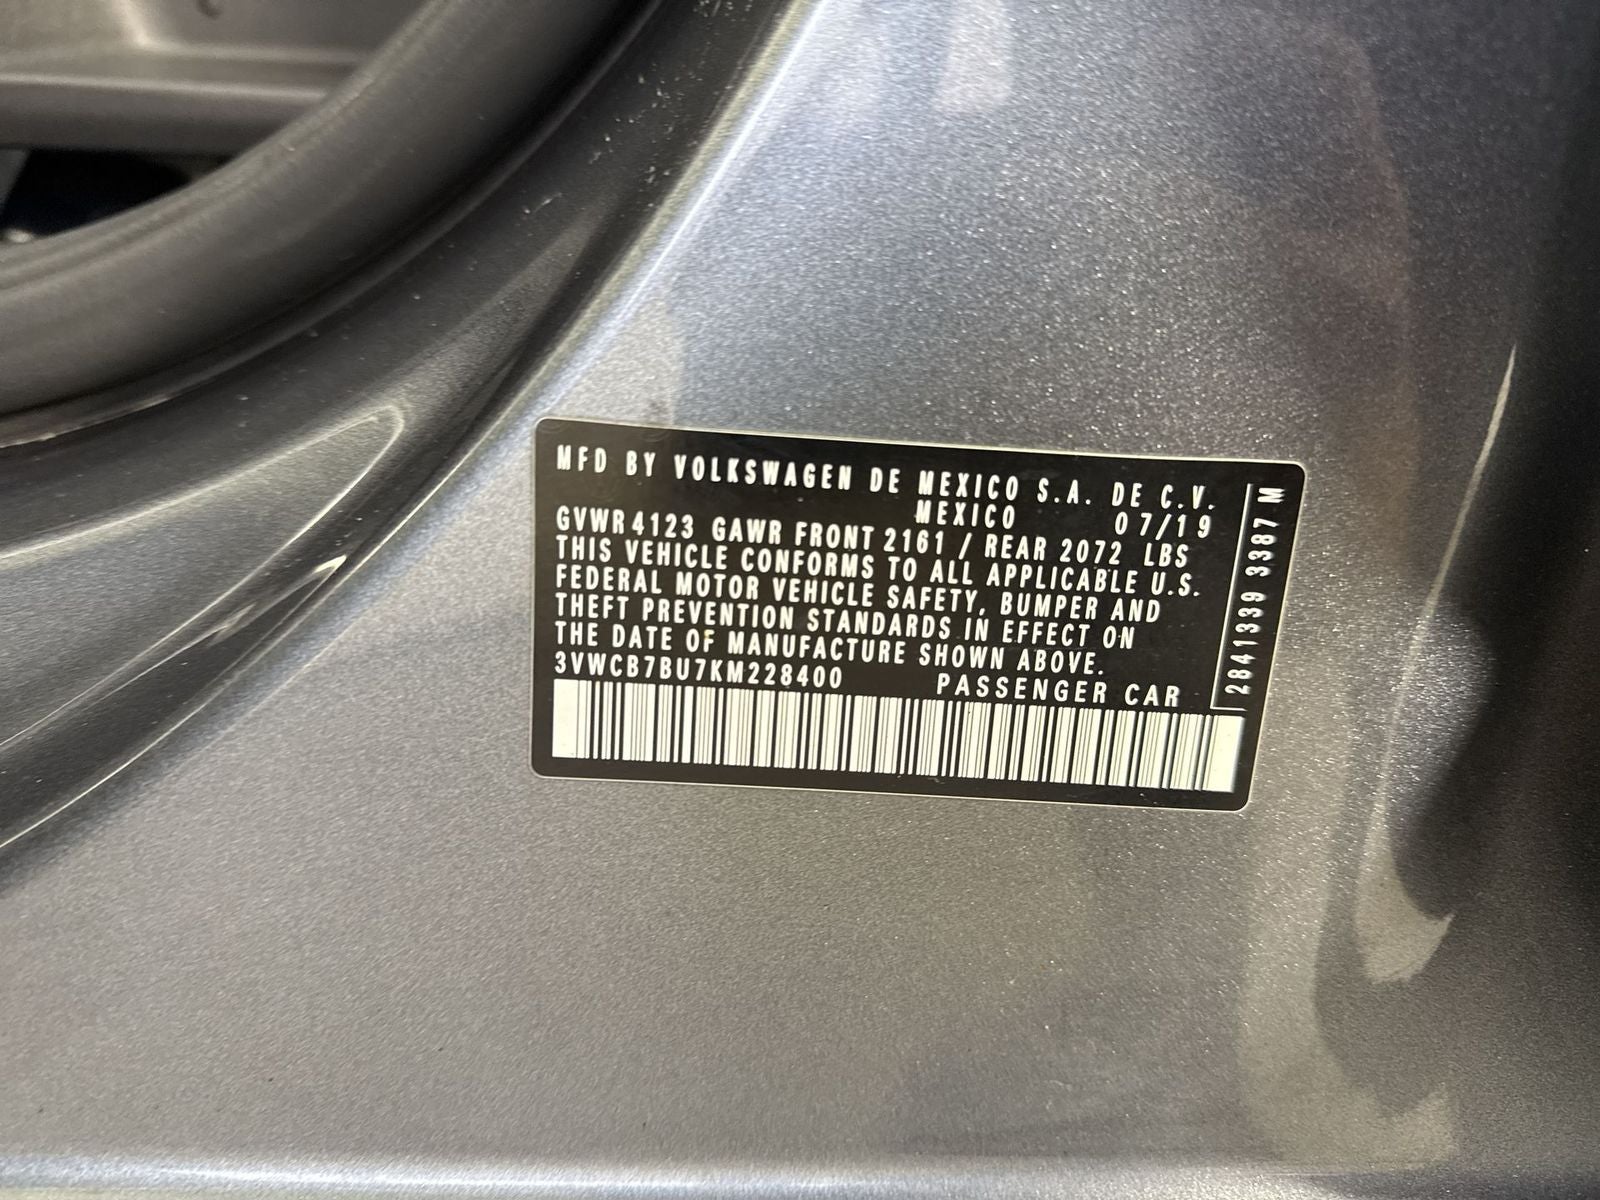 MFD BY VOLKSWAGEN DE MEXICO S.A. DE C.V.
MEXICO 07/19
GVWR 4123 GAWR FRONT 2161 / REAR 2072 LBS
THIS VEHICLE CONFORMS TO ALL APPLICABLE U.S.
FEDERAL MOTOR VEHICLE SAFETY, BUMPER AND
THEFT PREVENTION STANDARDS IN EFFECT ON
THE DATE OF MANUFACTURE SHOWN ABOVE.
3VWCB7BU7KM228400 PASSENGER CAR
2841339 3387 M